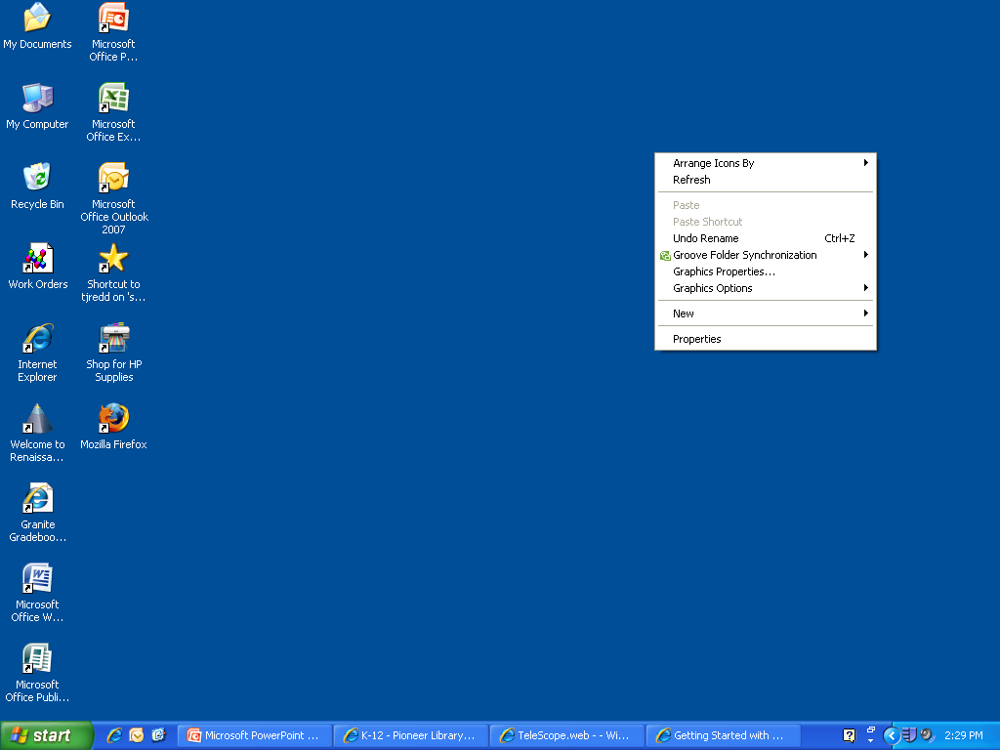 My Documents
Microsoft
Office P...
My Computer
Microsoft
Office Ex...
Recycle Bin
Microsoft
Office Outlook
2007
Work Orders
Shortcut to
tjredd on 's...
Internet
Explorer
Shop for HP
Supplies
Welcome to
Renaissa...
Mozilla Firefox
Granite
Gradeboo...
Microsoft
Office W...
Microsoft
Office Publi...
Arrange Icons By
Refresh
Paste
Paste Shortcut
Undo Rename Ctrl+Z
Groove Folder Synchronization
Graphics Properties...
Graphics Options
New
Properties
start
Microsoft PowerPoint ...
K-12 - Pioneer Library...
TeleScope.web - - Wi...
Getting Started with ...
2:29 PM